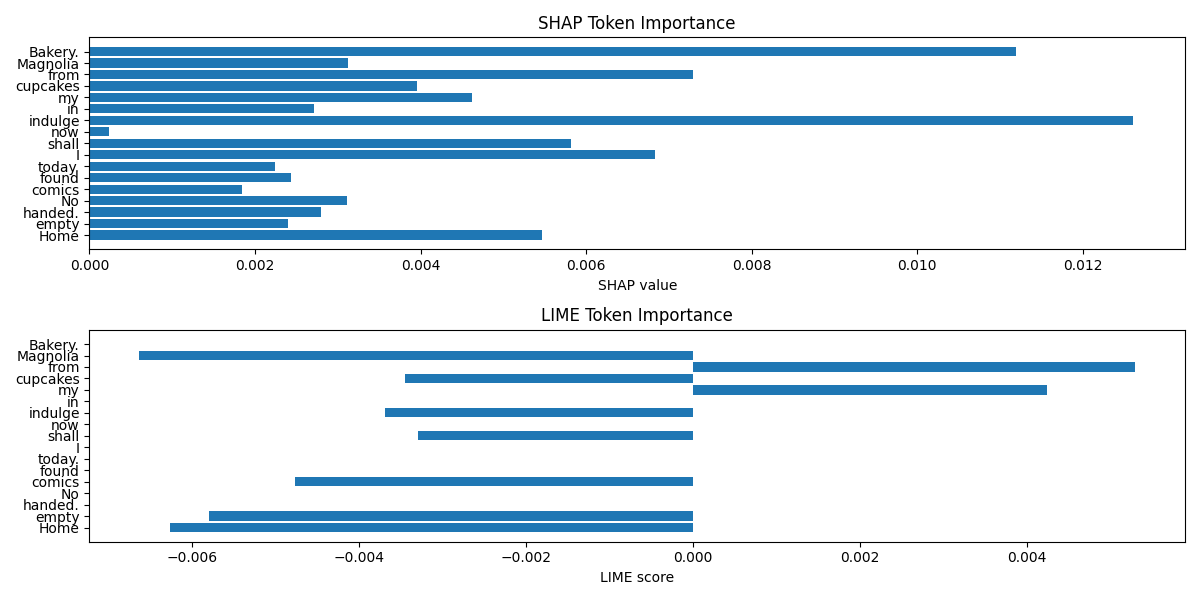 SHAP Token Importance
Bakery.
Magnolia
from
cupcakes
my
in
indulge
now
shall
I
today,
found
comics
No
handed.
empty
Home
0.000 0.002 0.004 0.006 0.008 0.010 0.012
SHAP value
LIME Token Importance
Bakery.
Magnolia
from
cupcakes
my
in
indulge
now
shall
I
today,
found
comics
No
handed.
empty
Home
−0.006 −0.004 −0.002 0.000 0.002 0.004
LIME score